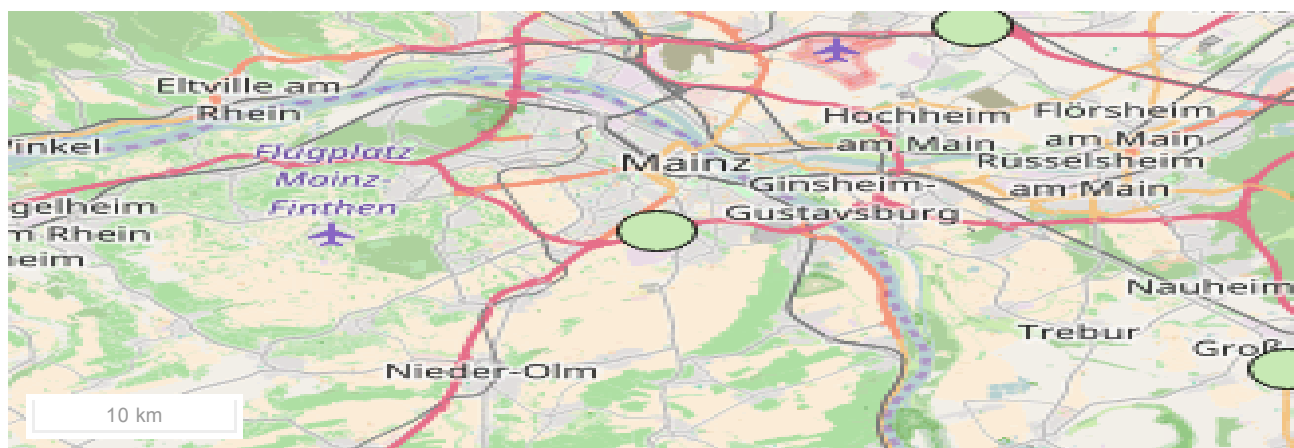 Eltville am
Rhein
Hochheim
am Main
Flörsheim
am Main
Flugplatz
Mainz-
Finthen
Mainz
Rüsselsheim
am Main
Ginsheim-
Gustavsburg
gelheim
m Rhein
heim
Nauheim
Trebur
Groß-
Nieder-Olm
10 km